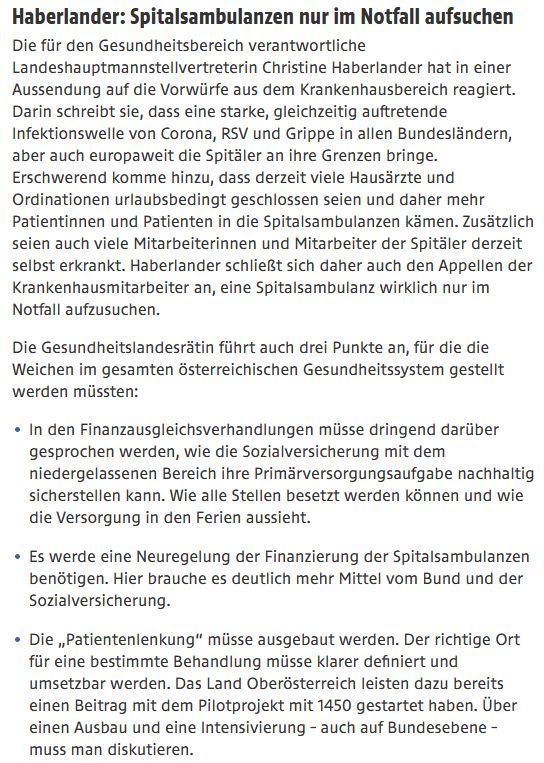 Haberlander: Spitalsambulanzen nur im Notfall aufsuchen
Die für den Gesundheitsbereich verantwortliche
Landeshauptmannstellvertreterin Christine Haberlander hat in einer
Aussendung auf die Vorwürfe aus dem Krankenhausbereich reagiert.
Darin schreibt sie, dass eine starke, gleichzeitig auftretende
Infektionswelle von Corona, RSV und Grippe in allen Bundesländern,
aber auch europaweit die Spitäler an ihre Grenzen bringe.
Erschwerend komme hinzu, dass derzeit viele Hausärzte und
Ordinationen urlaubsbedingt geschlossen seien und daher mehr
Patientinnen und Patienten in die Spitalsambulanzen kämen. Zusätzlich
seien auch viele Mitarbeiterinnen und Mitarbeiter der Spitäler derzeit
selbst erkrankt. Haberlander schließt sich daher auch den Appellen der
Krankenhausmitarbeiter an, eine Spitalsambulanz wirklich nur im
Notfall aufzusuchen.
Die Gesundheitslandesrätin führt auch drei Punkte an, für die die
Weichen im gesamten österreichischen Gesundheitssystem gestellt
werden müssten:
• In den Finanzausgleichsverhandlungen müsse dringend darüber
gesprochen werden, wie die Sozialversicherung mit dem
niedergelassenen Bereich ihre Primärversorgungsaufgabe nachhaltig
sicherstellen kann. Wie alle Stellen besetzt werden können und wie
die Versorgung in den Ferien aussieht.
• Es werde eine Neuregelung der Finanzierung der Spitalsambulanzen
benötigen. Hier brauche es deutlich mehr Mittel vom Bund und der
Sozialversicherung.
• Die „Patientenlenkung“ müsse ausgebaut werden. Der richtige Ort
für eine bestimmte Behandlung müsse klarer definiert und
umsetzbar werden. Das Land Oberösterreich leisten dazu bereits
einen Beitrag mit dem Pilotprojekt mit 1450 gestartet haben. Über
einen Ausbau und eine Intensivierung – auch auf Bundesebene –
muss man diskutieren.